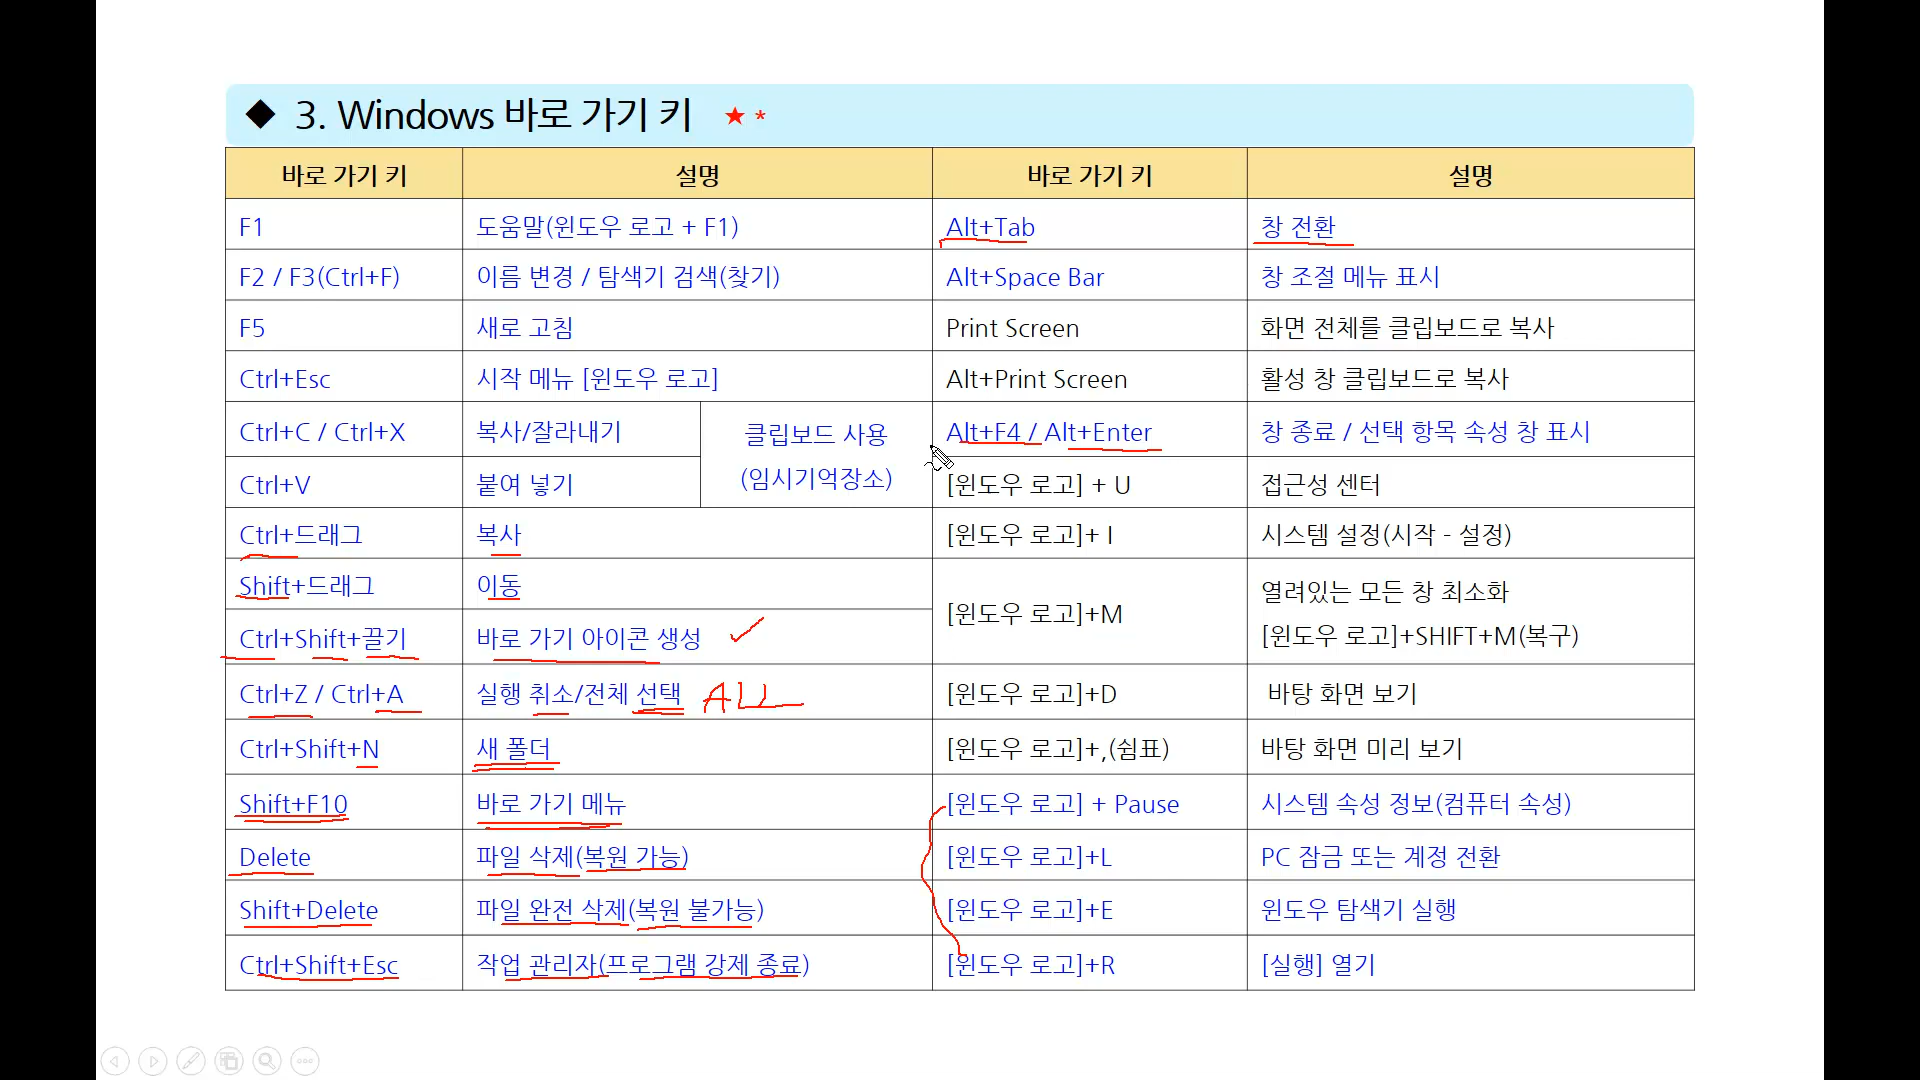 ◆ 3. Windows 바로 가기 키 ★ *
바로 가기 키 설명 바로 가기 키 설명
F1 도움말(윈도우 로고 + F1) Alt+Tab 창 전환
F2 / F3(Ctrl+F) 이름 변경 / 탐색기 검색(찾기) Alt+Space Bar 창 조절 메뉴 표시
F5 새로 고침 Print Screen 화면 전체를 클립보드로 복사
Ctrl+Esc 시작 메뉴 [윈도우 로고] Alt+Print Screen 활성 창 클립보드로 복사
Ctrl+C / Ctrl+X 복사/잘라내기 클립보드 사용 Alt+F4 / Alt+Enter 창 종료 / 선택 항목 속성 창 표시
Ctrl+V 붙여 넣기 (임시기억장소) [윈도우 로고] + U 접근성 센터
Ctrl+드래그 복사 [윈도우 로고]+ I 시스템 설정(시작 - 설정)
Shift+드래그 이동 [윈도우 로고]+M 열려있는 모든 창 최소화
Ctrl+Shift+끌기 바로 가기 아이콘 생성 [윈도우 로고]+SHIFT+M(복구)
Ctrl+Z / Ctrl+A 실행 취소/전체 선택 ALL [윈도우 로고]+D 바탕 화면 보기
Ctrl+Shift+N 새 폴더 [윈도우 로고]+,(쉼표) 바탕 화면 미리 보기
Shift+F10 바로 가기 메뉴 [윈도우 로고] + Pause 시스템 속성 정보(컴퓨터 속성)
Delete 파일 삭제(복원 가능) [윈도우 로고]+L PC 잠금 또는 계정 전환
Shift+Delete 파일 완전 삭제(복원 불가능) [윈도우 로고]+E 윈도우 탐색기 실행
Ctrl+Shift+Esc 작업 관리자(프로그램 강제 종료) [윈도우 로고]+R [실행] 열기